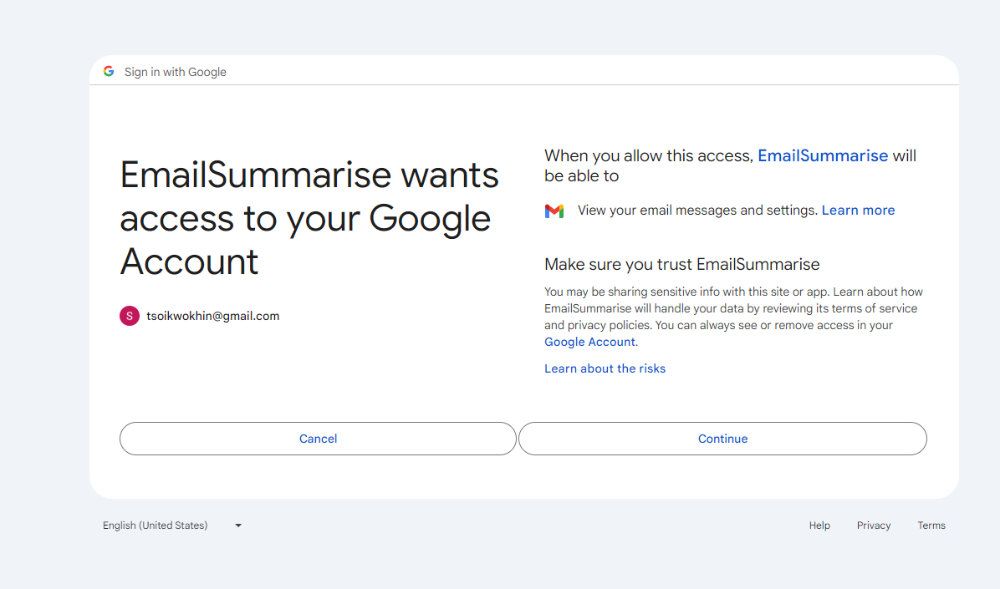 Sign in with Google
EmailSummarise wants
access to your Google
Account
S
tsoikwokhin@gmail.com
When you allow this access, EmailSummarise will
be able to
View your email messages and settings. Learn more
Make sure you trust EmailSummarise
You may be sharing sensitive info with this site or app. Learn about how
EmailSummarise will handle your data by reviewing its terms of service
and privacy policies. You can always see or remove access in your
Google Account.
Learn about the risks
Cancel
Continue
English (United States)
Help
Privacy
Terms